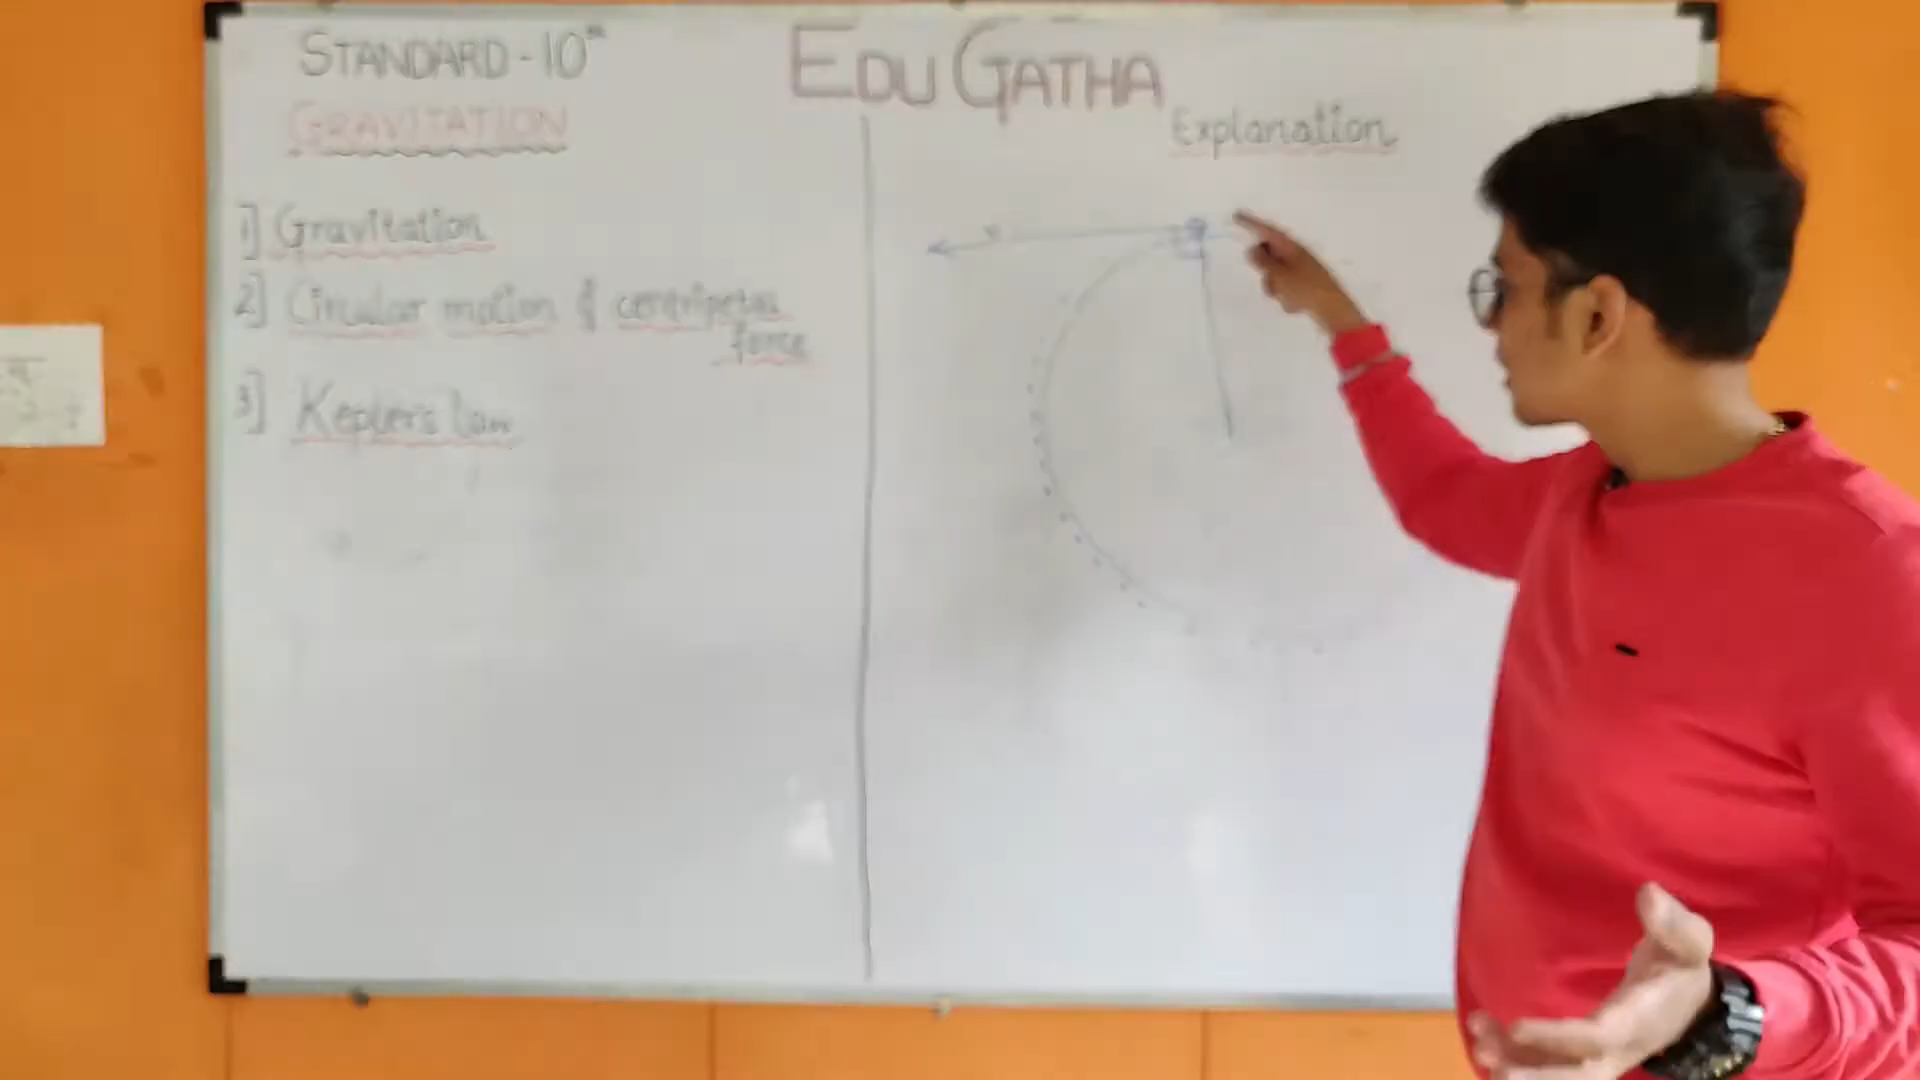 STANDARD - 10th
EDU GATHA
GRAVITATION
Explanation
1] Gravitation
2] Circular motion & centripetal
force
3] Kepler's law